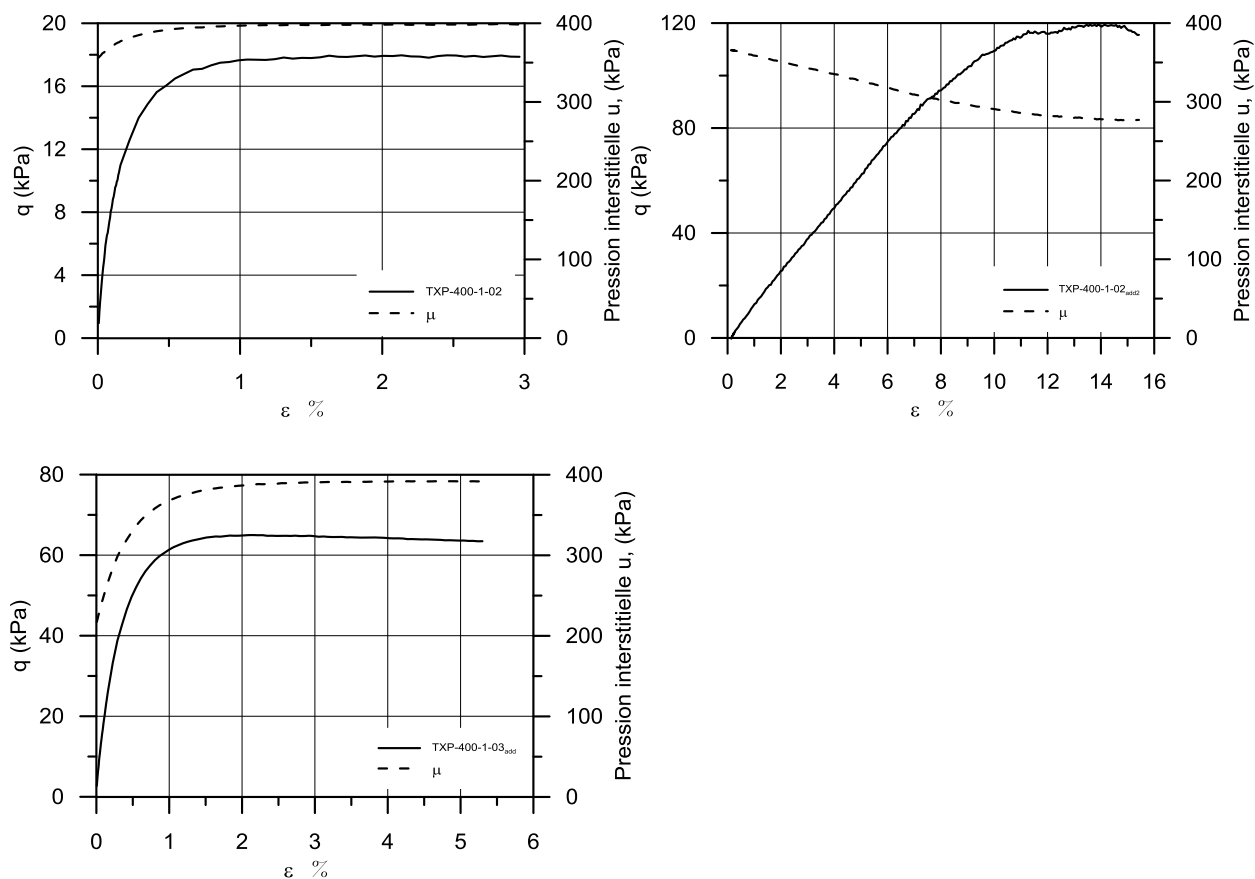 20
16
12
8
4
0
q (kPa)
400
300
200
100
0
Pression interstitielle u, (kPa)
TXP-400-1-02
μ
0 1 2 3
ε %
120
80
40
0
q (kPa)
400
300
200
100
0
Pression interstitielle u, (kPa)
TXP-400-1-02add2
μ
0 2 4 6 8 10 12 14 16
ε %
80
60
40
20
0
q (kPa)
400
300
200
100
0
Pression interstitielle u, (kPa)
TXP-400-1-03add
μ
0 1 2 3 4 5 6
ε %